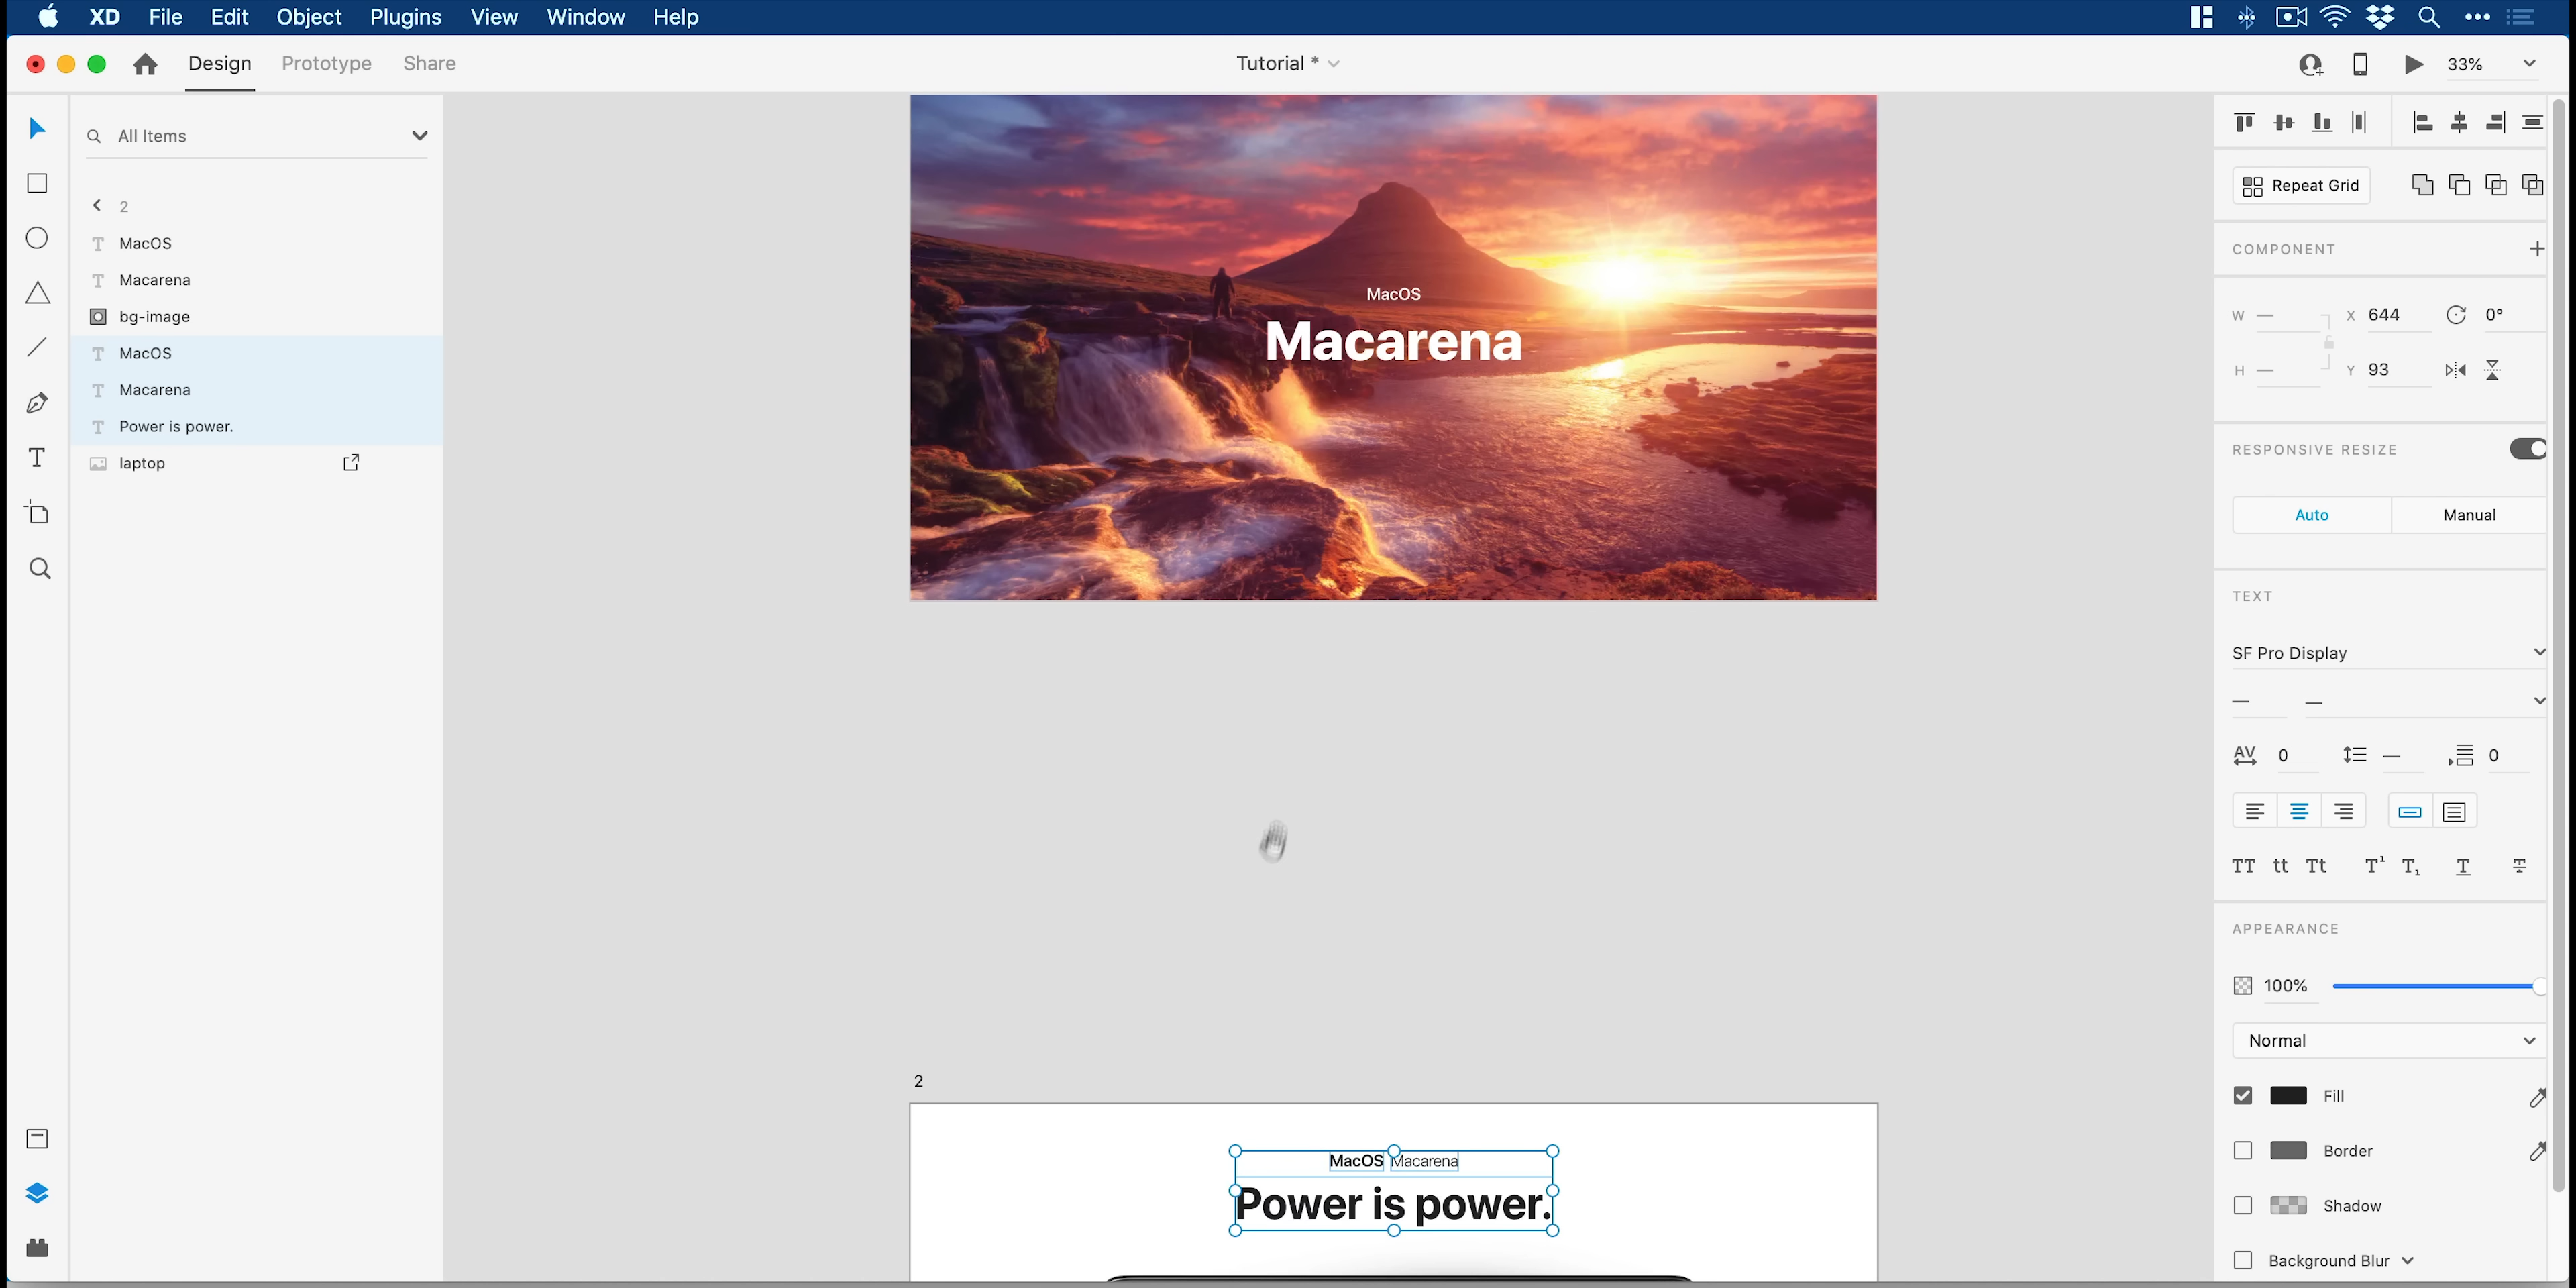 XD File Edit Object Plugins View Window Help
Design Prototype Share
Tutorial *
33%
All Items
2
MacOS
Macarena
bg-image
MacOS
Macarena
Power is power.
laptop
MacOS
Macarena
2
MacOS Macarena
Power is power.
Repeat Grid
COMPONENT
W — X 644 0°
H — Y 93
RESPONSIVE RESIZE
Auto Manual
TEXT
SF Pro Display
— —
AV 0 — 0
TT tt Tt T¹ T₁ T T
APPEARANCE
100%
Normal
Fill
Border
Shadow
Background Blur